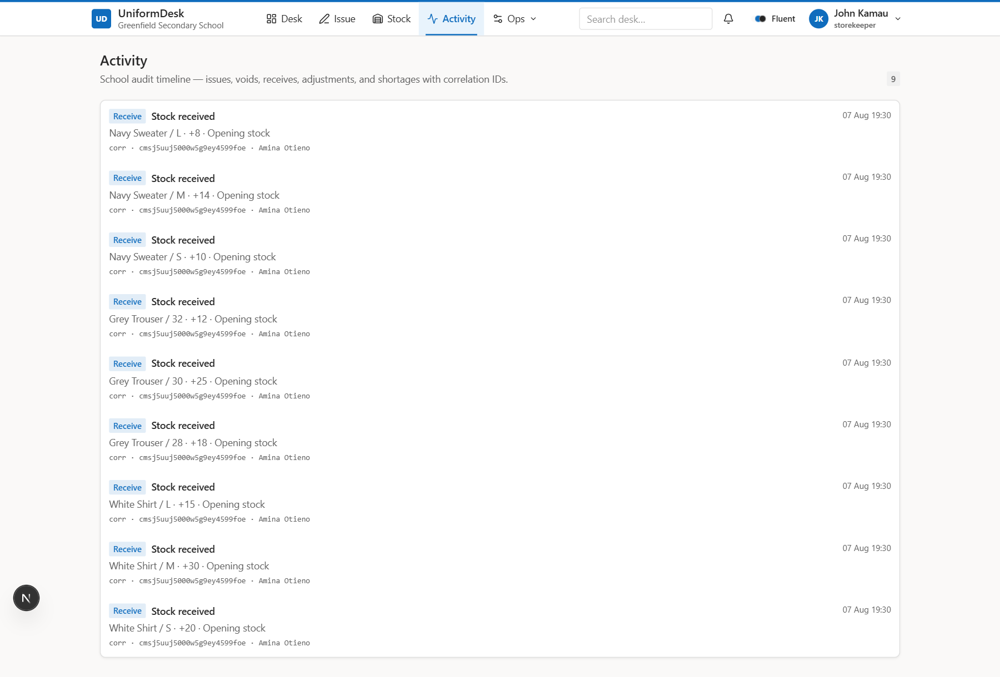 UD
UniformDesk
Greenfield Secondary School
Desk
Issue
Stock
Activity
Ops
Search desk...
Fluent
JK
John Kamau
storekeeper
Activity
School audit timeline — issues, voids, receives, adjustments, and shortages with correlation IDs.
9
Receive Stock received 07 Aug 19:30
Navy Sweater / L · +8 · Opening stock
corr · cmsj5uuj5000w5g9ey4599foe · Amina Otieno
Receive Stock received 07 Aug 19:30
Navy Sweater / M · +14 · Opening stock
corr · cmsj5uuj5000w5g9ey4599foe · Amina Otieno
Receive Stock received 07 Aug 19:30
Navy Sweater / S · +10 · Opening stock
corr · cmsj5uuj5000w5g9ey4599foe · Amina Otieno
Receive Stock received 07 Aug 19:30
Grey Trouser / 32 · +12 · Opening stock
corr · cmsj5uuj5000w5g9ey4599foe · Amina Otieno
Receive Stock received 07 Aug 19:30
Grey Trouser / 30 · +25 · Opening stock
corr · cmsj5uuj5000w5g9ey4599foe · Amina Otieno
Receive Stock received 07 Aug 19:30
Grey Trouser / 28 · +18 · Opening stock
corr · cmsj5uuj5000w5g9ey4599foe · Amina Otieno
Receive Stock received 07 Aug 19:30
White Shirt / L · +15 · Opening stock
corr · cmsj5uuj5000w5g9ey4599foe · Amina Otieno
Receive Stock received 07 Aug 19:30
White Shirt / M · +30 · Opening stock
corr · cmsj5uuj5000w5g9ey4599foe · Amina Otieno
Receive Stock received 07 Aug 19:30
White Shirt / S · +20 · Opening stock
corr · cmsj5uuj5000w5g9ey4599foe · Amina Otieno
N